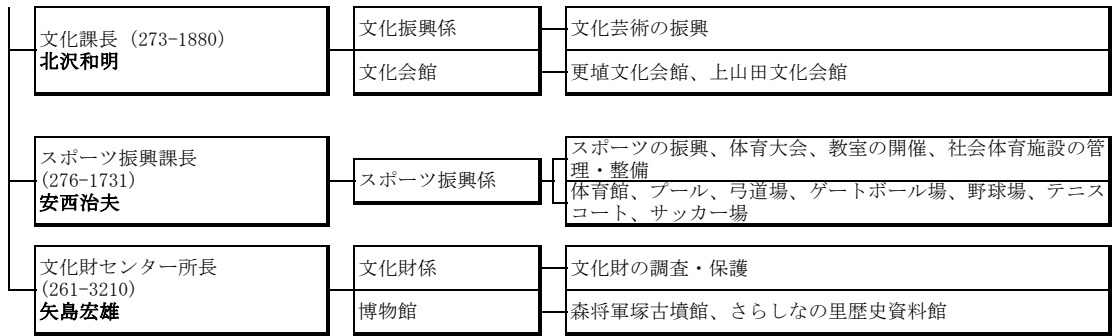 文化課長 (273-1880)
北沢和明
文化振興係
文化芸術の振興
文化会館
更埴文化会館、上山田文化会館
スポーツ振興課長
(276-1731)
安西治夫
スポーツ振興係
スポーツの振興、体育大会、教室の開催、社会体育施設の管
理・整備
体育館、プール、弓道場、ゲートボール場、野球場、テニス
コート、サッカー場
文化財センター所長
(261-3210)
矢島宏雄
文化財係
文化財の調査・保護
博物館
森将軍塚古墳館、さらしなの里歴史資料館